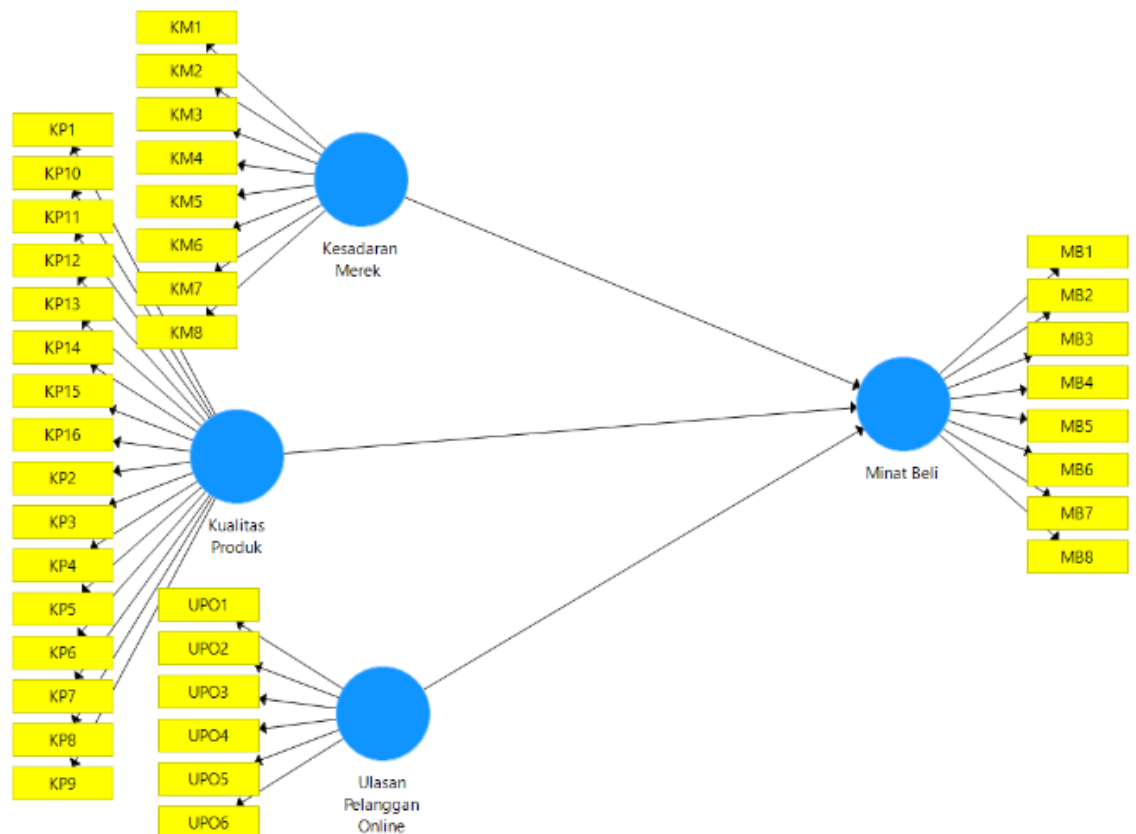 KM1
KM2
KM3
KM4
KM5
KM6
KM7
KM8
Kesadaran
Merek
KP1
KP10
KP11
KP12
KP13
KP14
KP15
KP16
KP2
KP3
KP4
KP5
KP6
KP7
KP8
KP9
Kualitas
Produk
UPO1
UPO2
UPO3
UPO4
UPO5
UPO6
Ulasan
Pelanggan
Online
MB1
MB2
MB3
MB4
MB5
MB6
MB7
MB8
Minat Beli